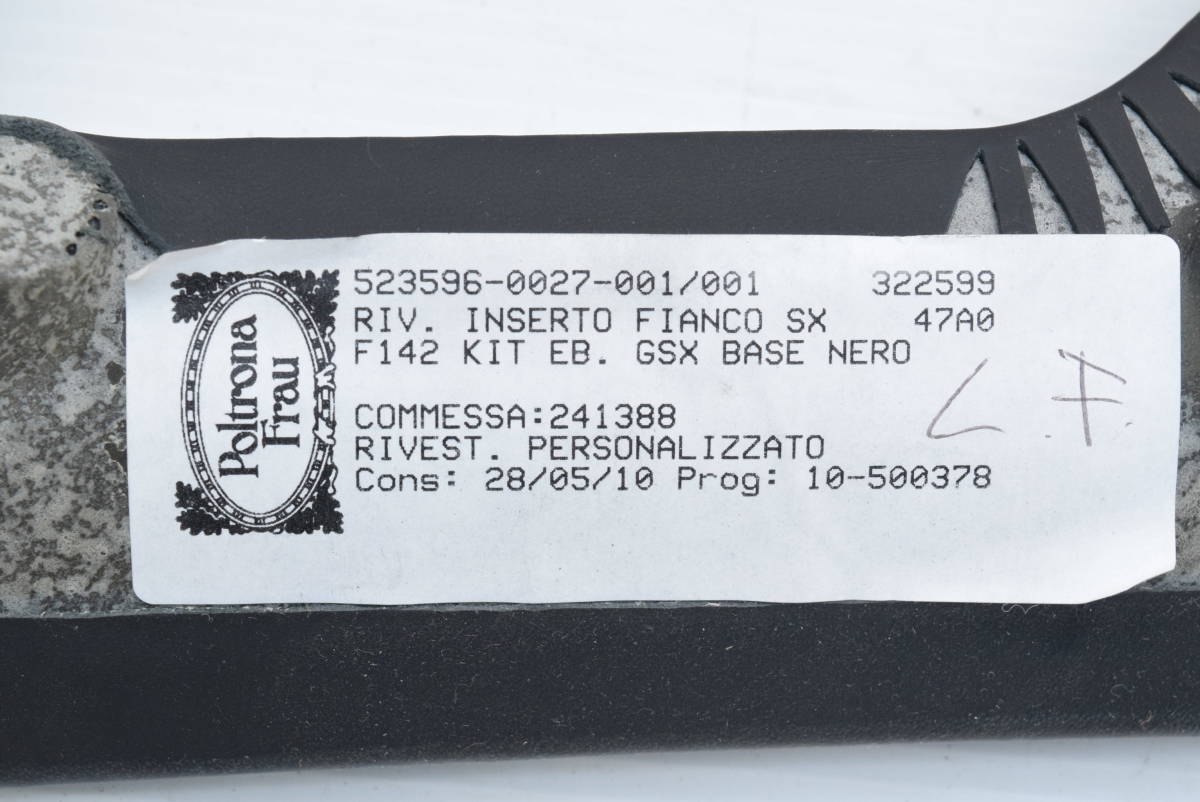 Poltrona
Frau
523596-0027-001/001 322599
RIV. INSERTO FIANCO SX 47A0
F142 KIT EB. GSX BASE NERO
COMMESSA:241388
RIVEST. PERSONALIZZATO
Cons: 28/05/10 Prog: 10-500378